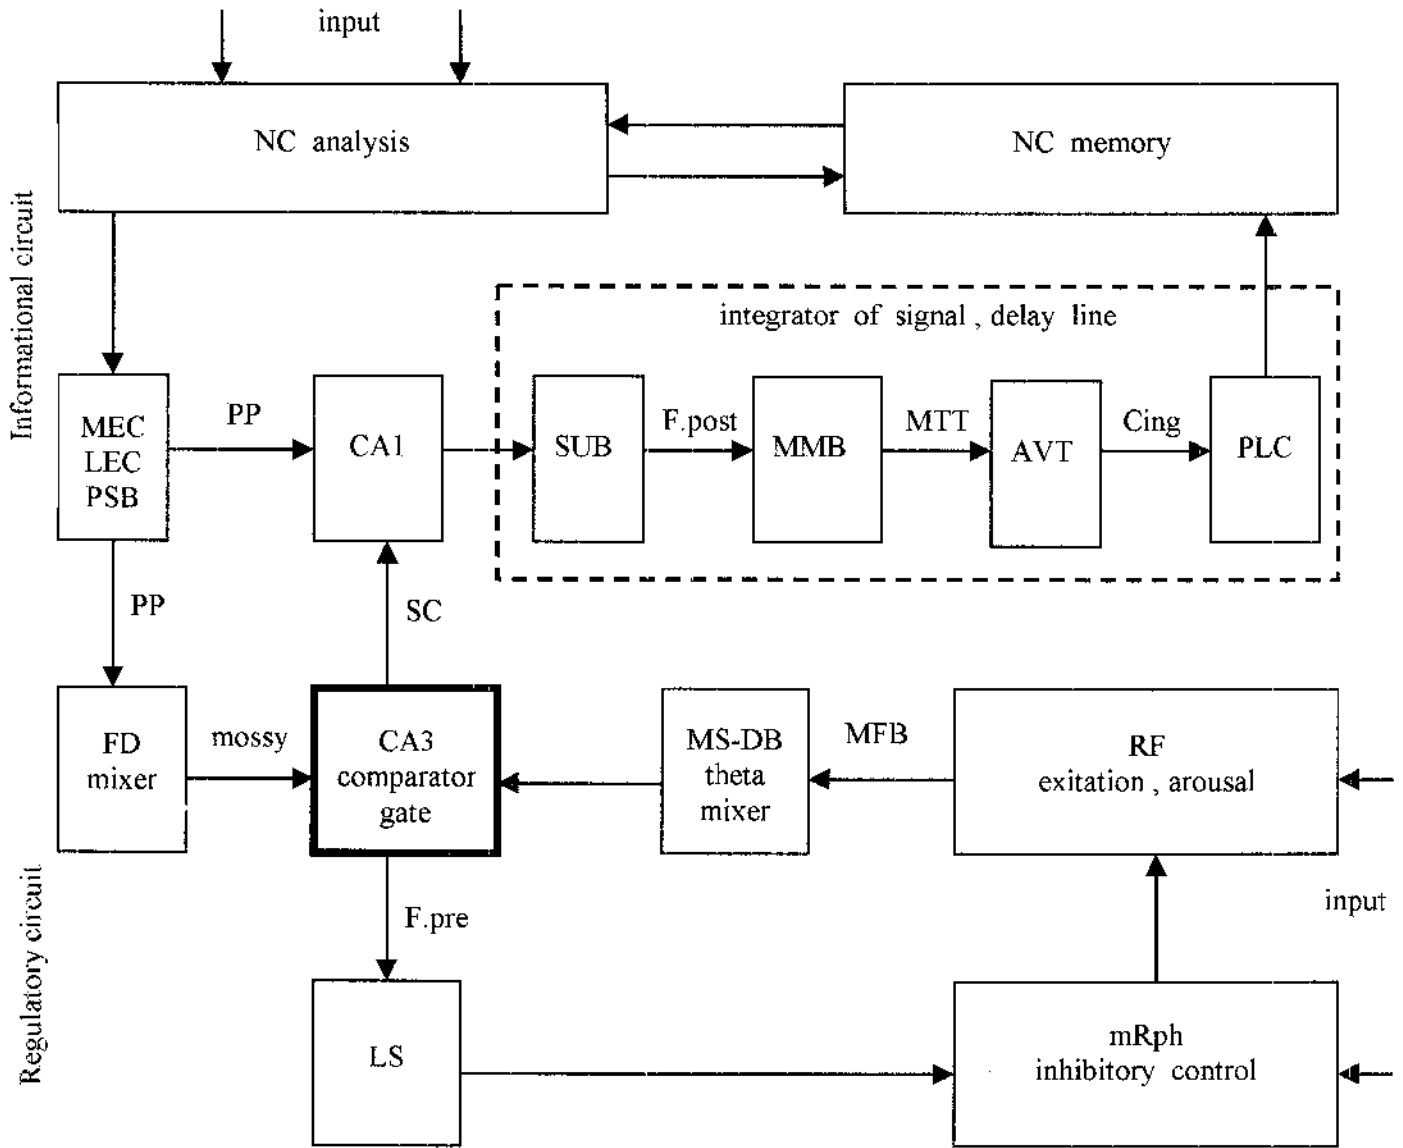 input
NC analysis
NC memory
Informational circuit
integrator of signal , delay line
MEC
LEC
PSB
PP
CA1
SUB
F.post
MMB
MTT
AVT
Cing
PLC
PP
SC
FD
mixer
mossy
CA3
comparator
gate
MS-DB
theta
mixer
MFB
RF
exitation , arousal
Regulatory circuit
F.pre
input
LS
mRph
inhibitory control